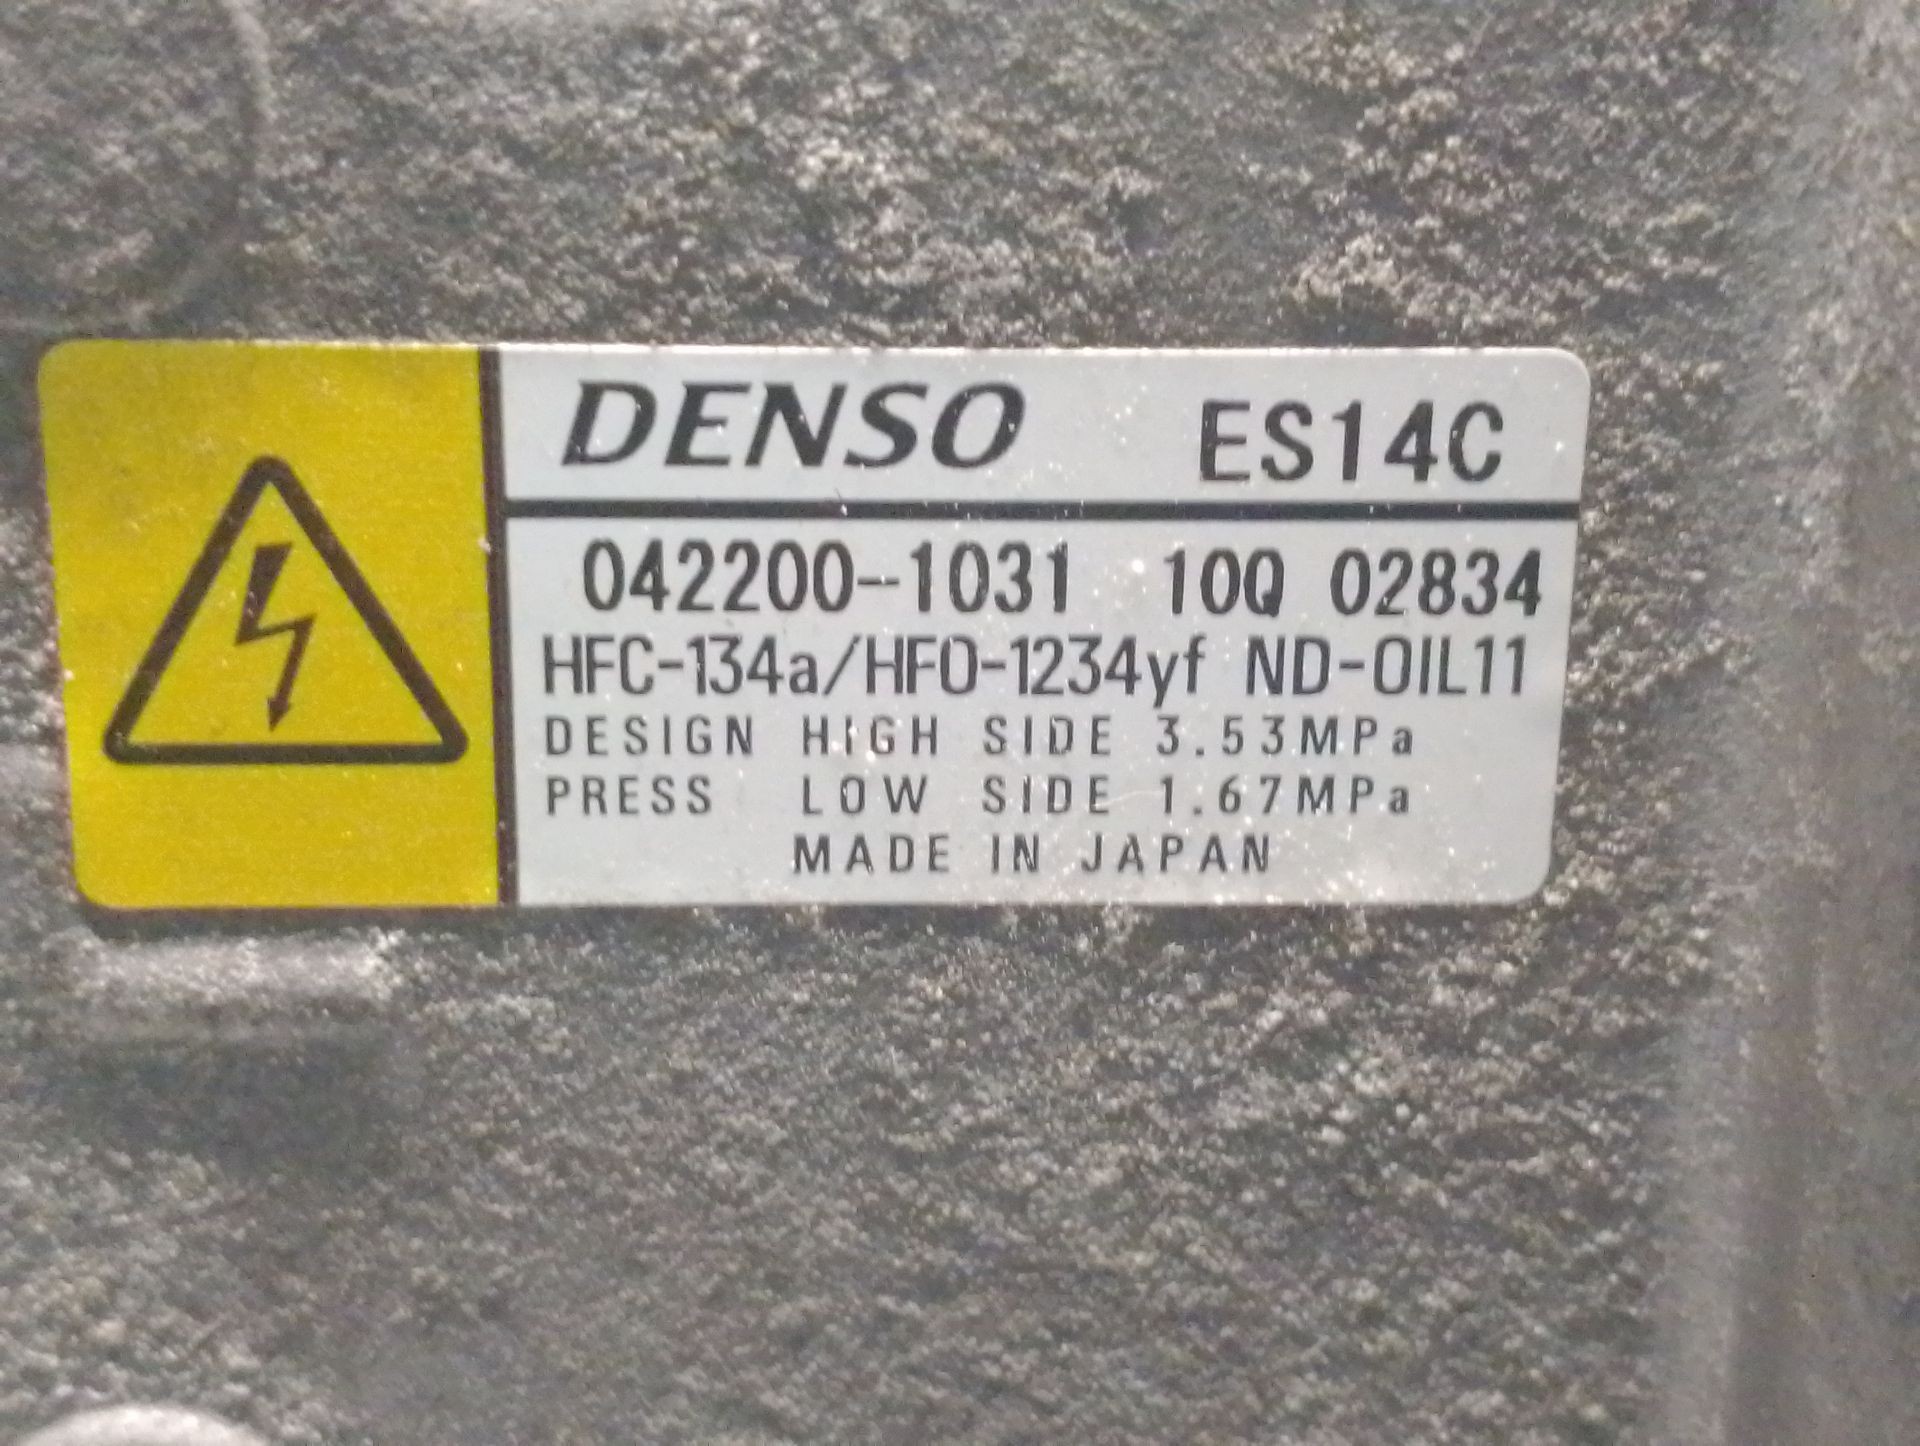 DENSO ES14C
042200-1031 10Q 02834
HFC-134a/HFO-1234yf ND-OIL11
DESIGN HIGH SIDE 3.53MPa
PRESS LOW SIDE 1.67MPa
MADE IN JAPAN